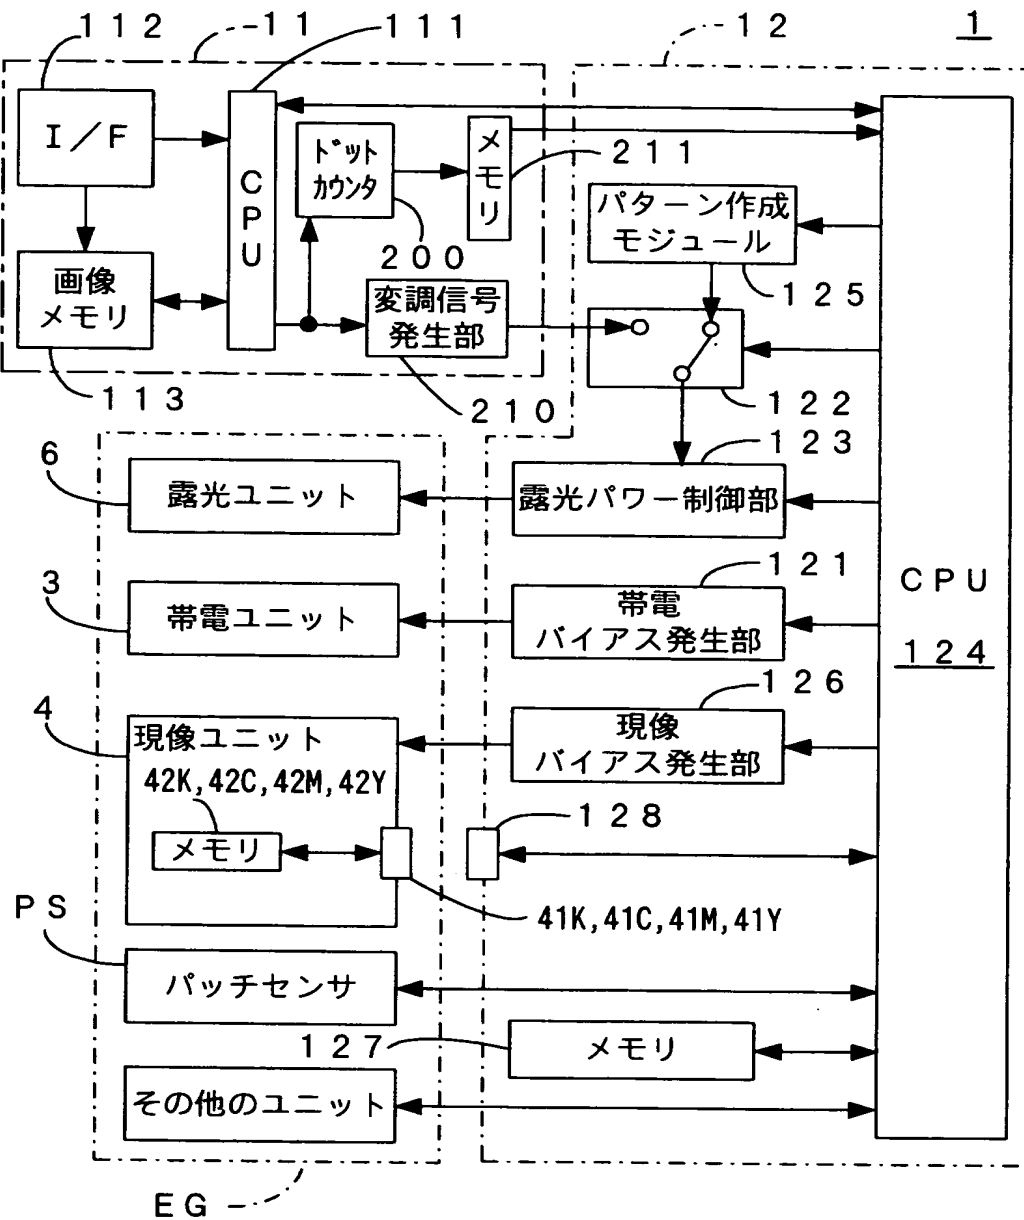 112
11
111
12
1
I/F
CPU
ドット
カウンタ
メモリ
211
200
パターン作成
モジュール
125
画像
メモリ
変調信号
発生部
113
210
122
123
6
露光ユニット
露光パワー制御部
3
帯電ユニット
121
帯電
バイアス発生部
CPU
124
4
現像ユニット
126
現像
バイアス発生部
42K,42C,42M,42Y
メモリ
128
41K,41C,41M,41Y
PS
パッチセンサ
127
メモリ
その他のユニット
EG